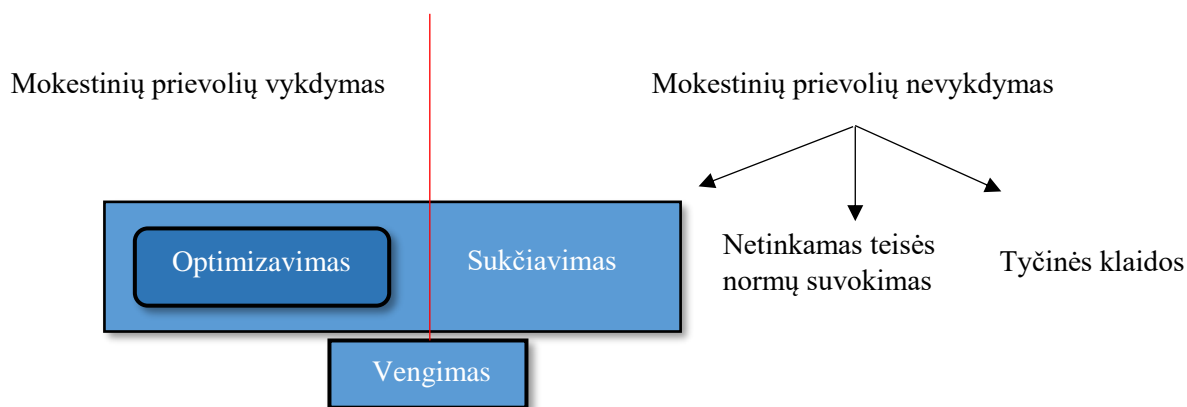 Mokestinių prievolių vykdymas
Mokestinių prievolių nevykdymas
Optimizavimas
Sukčiavimas
Netinkamas teisės
normų suvokimas
Tyčinės klaidos
Vengimas